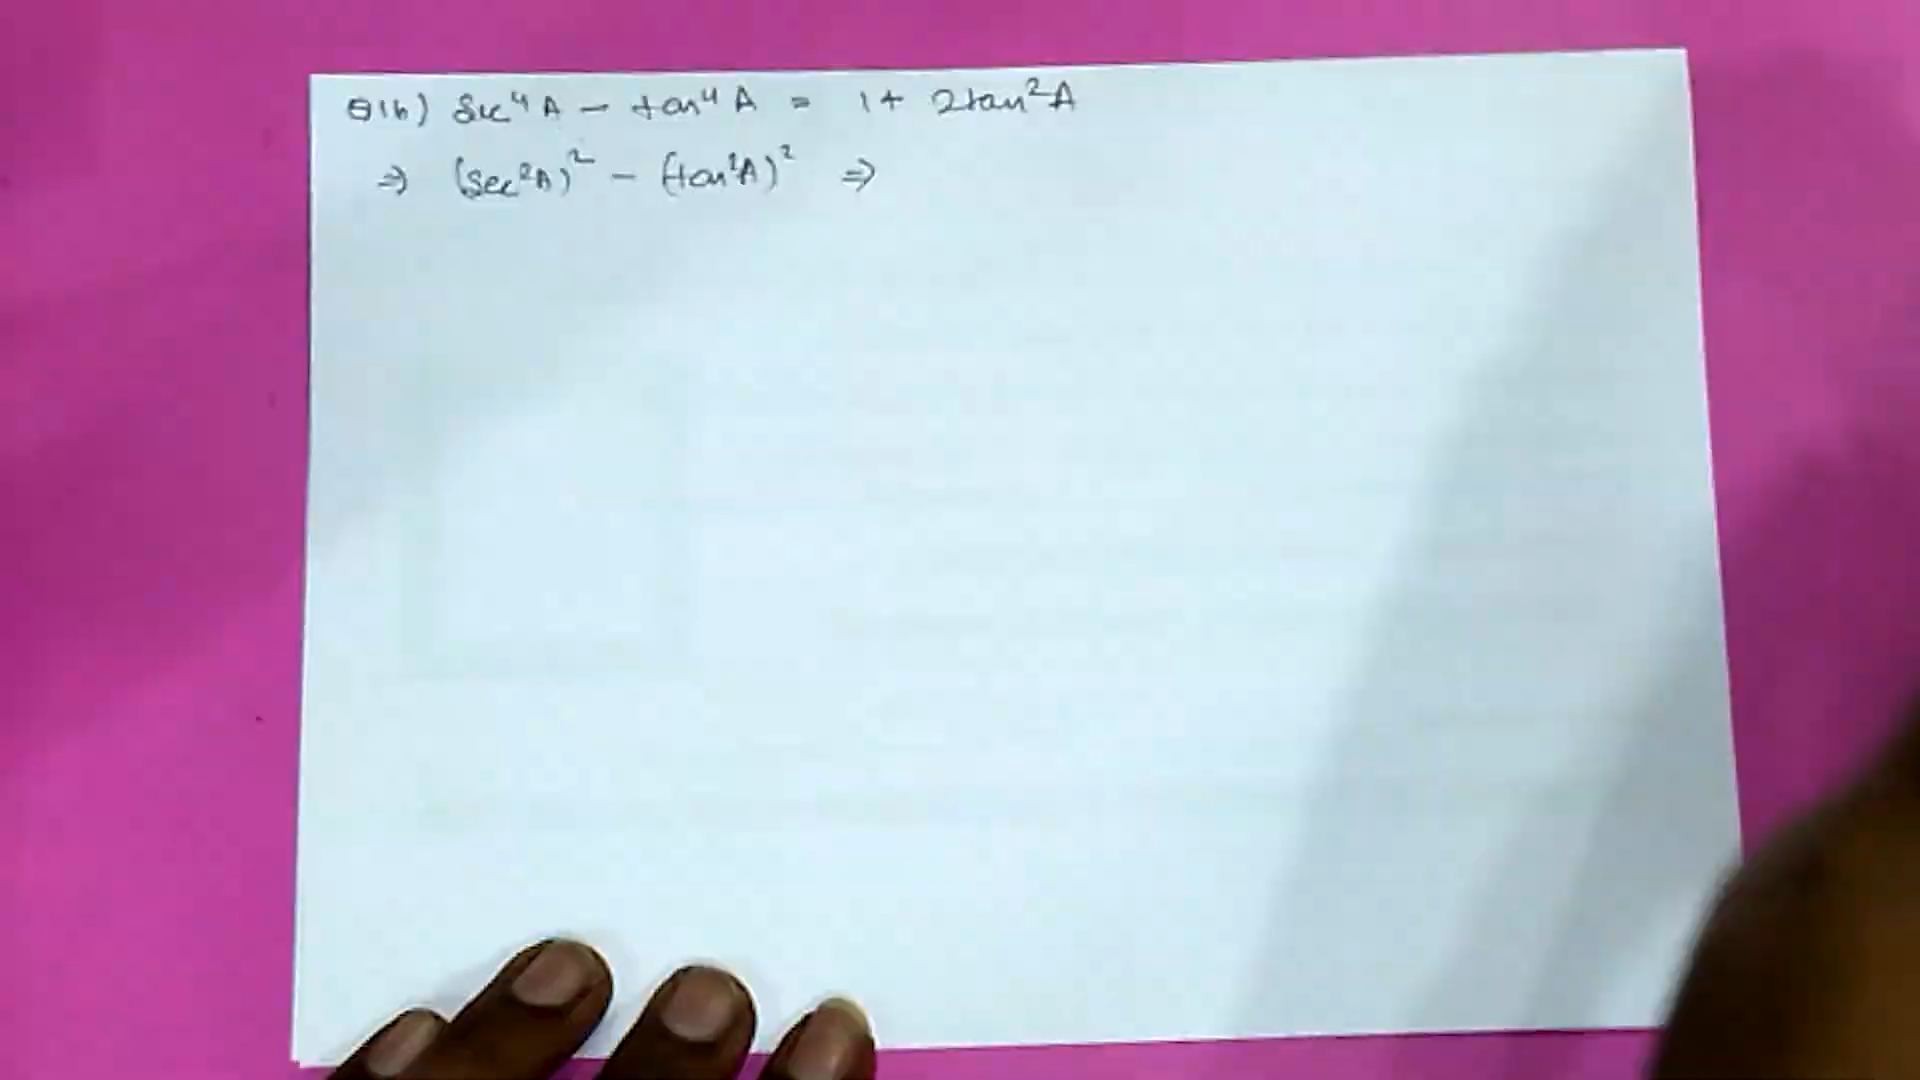 Q16) Sec⁴A - tan⁴A = 1 + 2tan²A
⇒ (sec²A)² - (tan²A)² ⇒